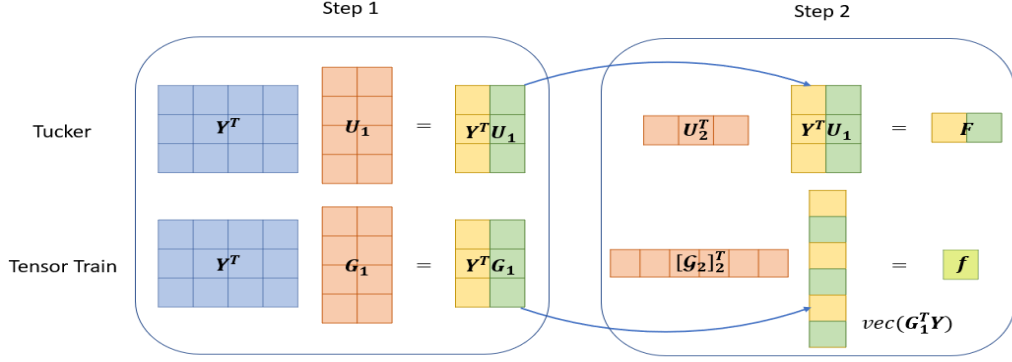 Step 1
Step 2
Tucker
Y^T
U_1
=
Y^T U_1
U_2^T
Y^T U_1
=
F
Tensor Train
Y^T
G_1
=
Y^T G_1
[𝓖_2]_2^T
=
f
vec(G_1^T Y)